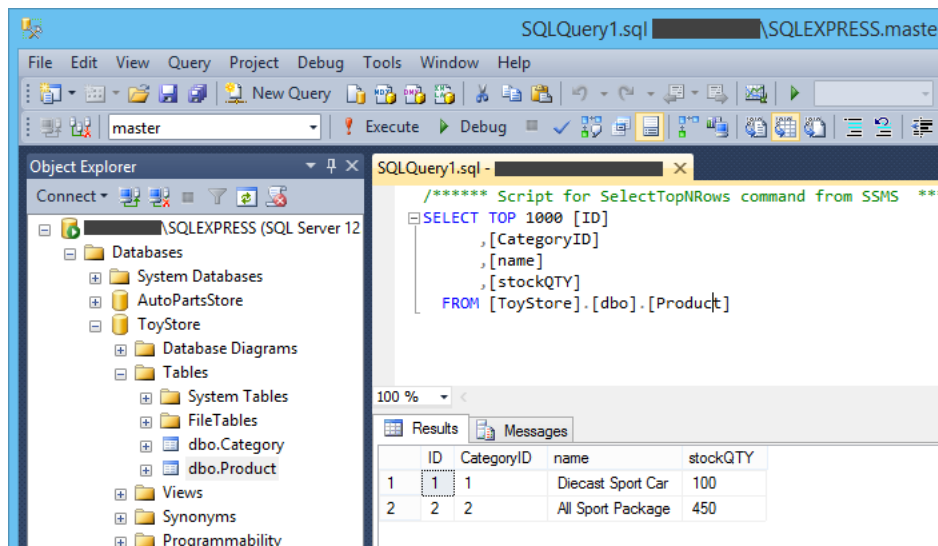 SQLQuery1.sql \SQLEXPRESS.maste
File Edit View Query Project Debug Tools Window Help
New Query
master Execute Debug
Object Explorer
SQLQuery1.sql -
Connect
\SQLEXPRESS (SQL Server 12
Databases
System Databases
AutoPartsStore
ToyStore
Database Diagrams
Tables
System Tables
FileTables
dbo.Category
dbo.Product
Views
Synonyms
Programmability
/****** Script for SelectTopNRows command from SSMS **
SELECT TOP 1000 [ID]
,[CategoryID]
,[name]
,[stockQTY]
FROM [ToyStore].[dbo].[Product]
100 %
Results Messages
ID CategoryID name stockQTY
1 1 1 Diecast Sport Car 100
2 2 2 All Sport Package 450